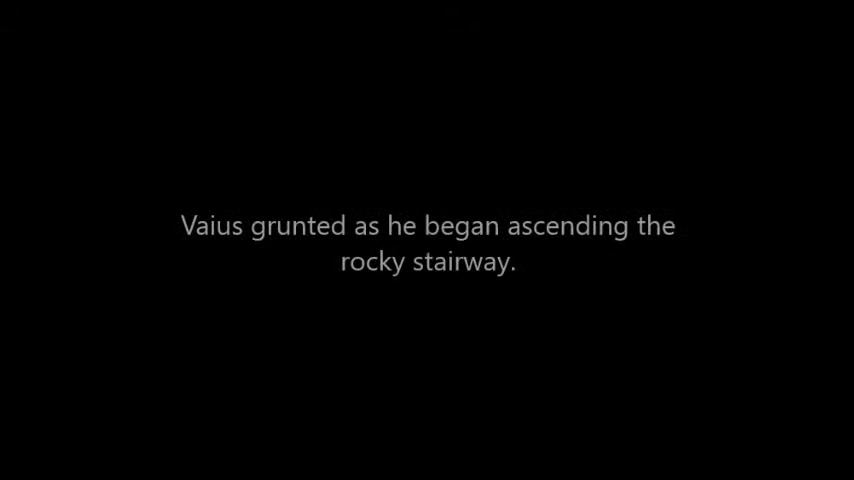 Vaius grunted as he began ascending the
rocky stairway.